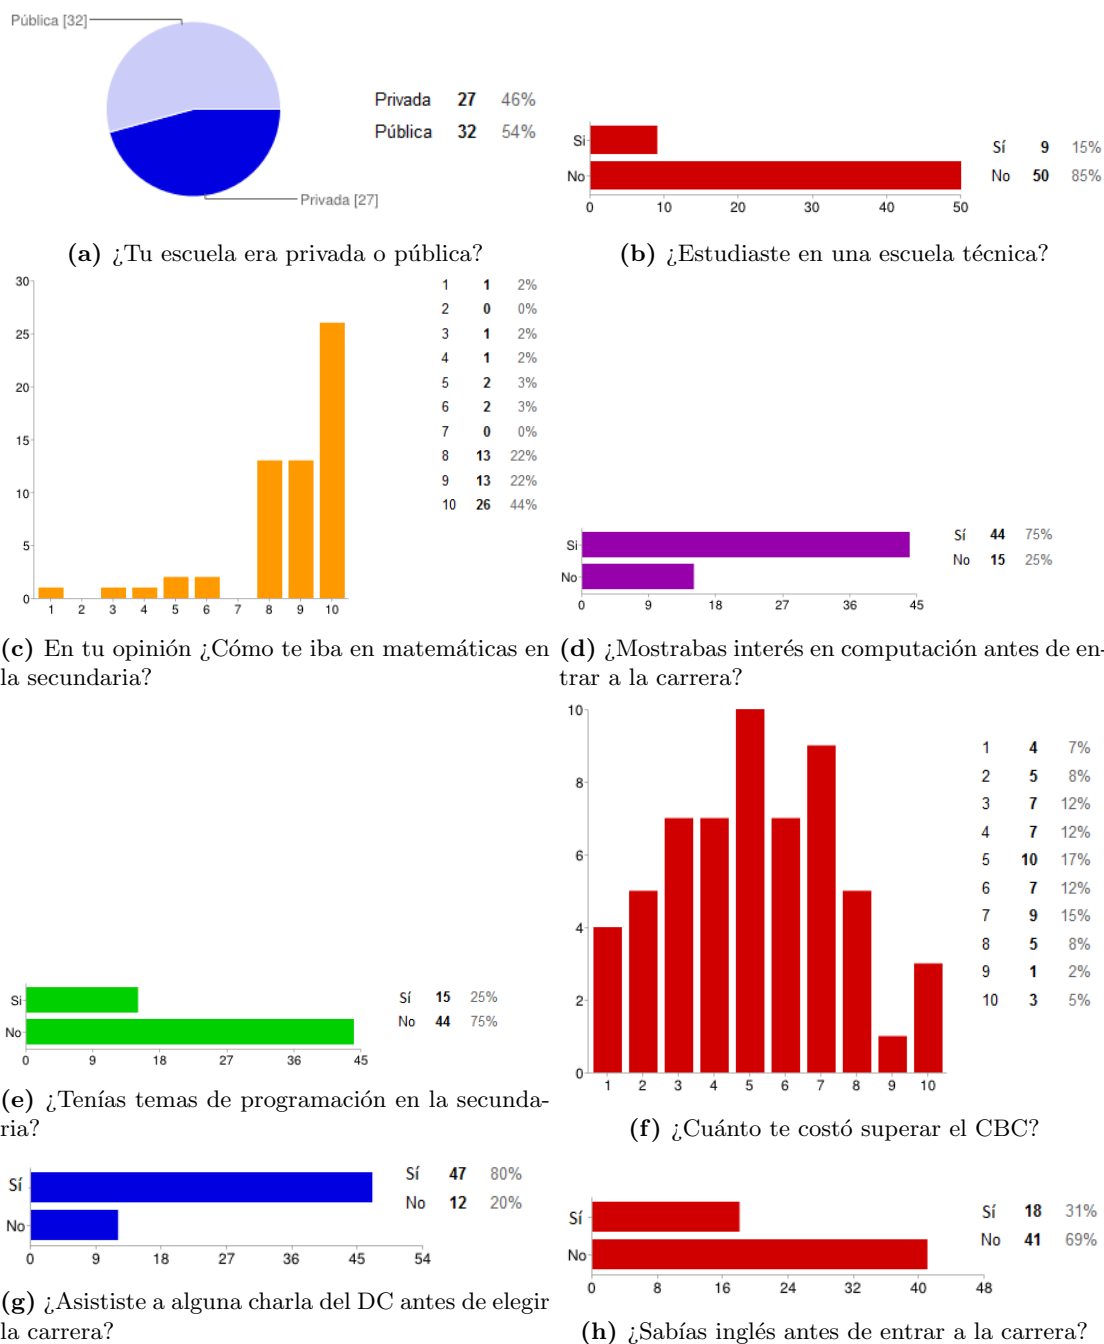 Pública [32]
Privada [27]
Privada 27 46%
Pública 32 54%
(a) ¿Tu escuela era privada o pública?
Si
No
0 10 20 30 40 50
Sí 9 15%
No 50 85%
(b) ¿Estudiaste en una escuela técnica?
30
25
20
15
10
5
0
1 2 3 4 5 6 7 8 9 10
1 1 2%
2 0 0%
3 1 2%
4 1 2%
5 2 3%
6 2 3%
7 0 0%
8 13 22%
9 13 22%
10 26 44%
(c) En tu opinión ¿Cómo te iba en matemáticas en
la secundaria?
Si
No
0 9 18 27 36 45
Sí 44 75%
No 15 25%
(d) ¿Mostrabas interés en computación antes de en-
trar a la carrera?
Si
No
0 9 18 27 36 45
Sí 15 25%
No 44 75%
(e) ¿Tenías temas de programación en la secunda-
ria?
10
8
6
4
2
0
1 2 3 4 5 6 7 8 9 10
1 4 7%
2 5 8%
3 7 12%
4 7 12%
5 10 17%
6 7 12%
7 9 15%
8 5 8%
9 1 2%
10 3 5%
(f) ¿Cuánto te costó superar el CBC?
Sí
No
0 9 18 27 36 45 54
Sí 47 80%
No 12 20%
(g) ¿Asististe a alguna charla del DC antes de elegir
la carrera?
Sí
No
0 8 16 24 32 40 48
Sí 18 31%
No 41 69%
(h) ¿Sabías inglés antes de entrar a la carrera?